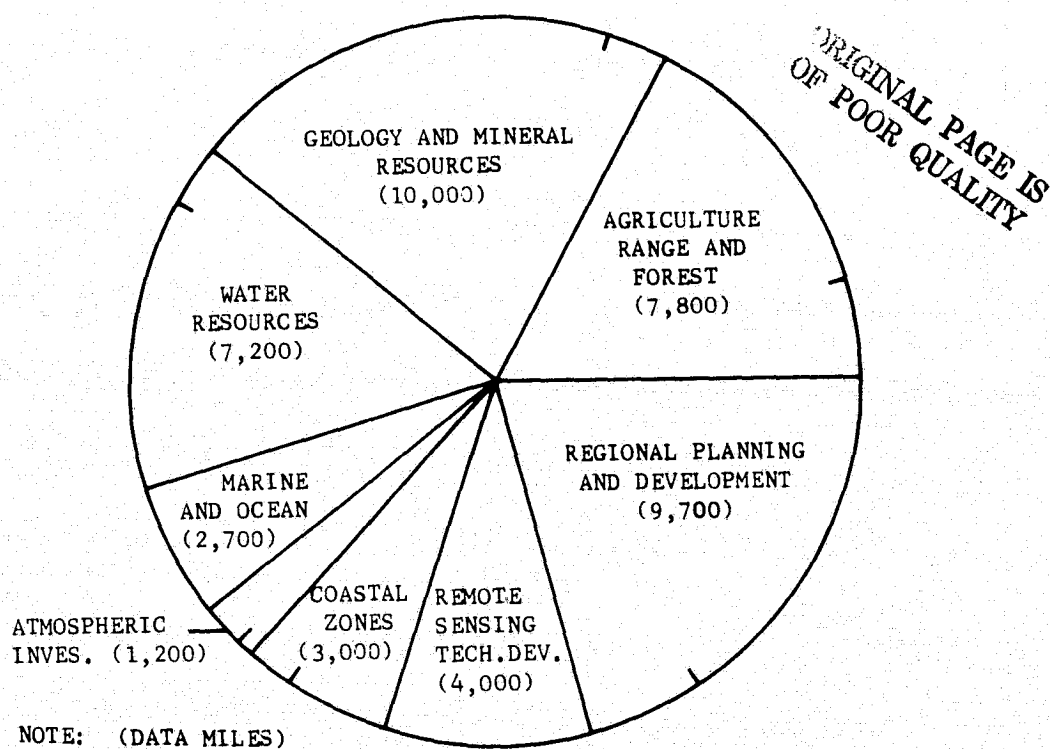 ORIGINAL PAGE IS
OF POOR QUALITY
GEOLOGY AND MINERAL
RESOURCES
(10,000)
AGRICULTURE
RANGE AND
FOREST
(7,800)
WATER
RESOURCES
(7,200)
REGIONAL PLANNING
AND DEVELOPMENT
(9,700)
MARINE
AND OCEAN
(2,700)
COASTAL
ZONES
(3,000)
REMOTE
SENSING
TECH.DEV.
(4,000)
ATMOSPHERIC
INVES. (1,200)
NOTE: (DATA MILES)